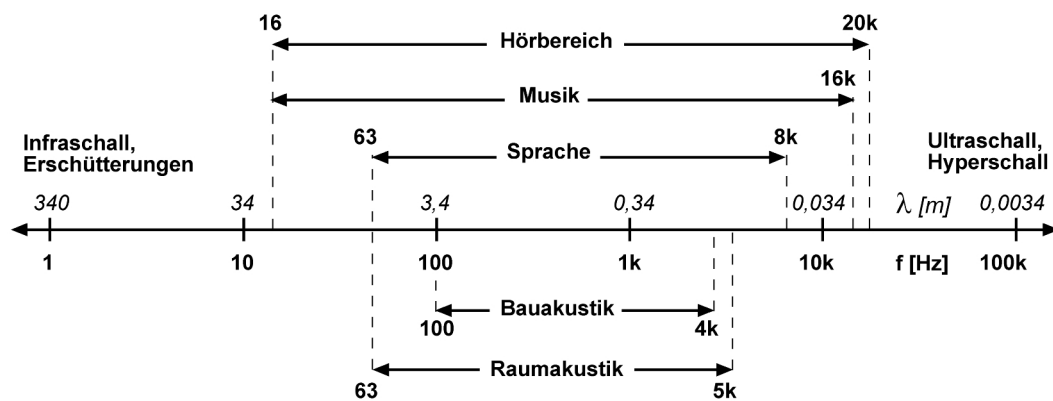 16 20k
Hörbereich
16k
Musik
63 8k
Infraschall,
Erschütterungen
Sprache
Ultraschall,
Hyperschall
340 34 3,4 0,34 0,034 λ [m] 0,0034
1 10 100 1k 10k f [Hz] 100k
Bauakustik
100 4k
Raumakustik
63 5k